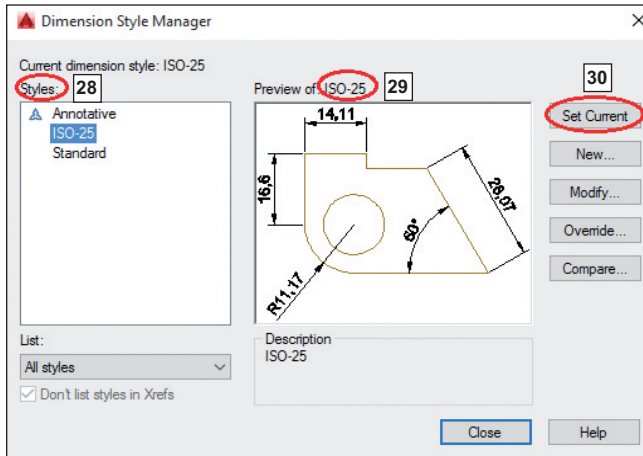 Dimension Style Manager
Current dimension style: ISO-25
Styles: 28
Preview of: ISO-25 29
30
Annotative
ISO-25
Standard
14,11
16,6
26,07
60°
R11,17
Set Current
New...
Modify...
Override...
Compare...
List:
All styles
Don't list styles in Xrefs
Description
ISO-25
Close
Help